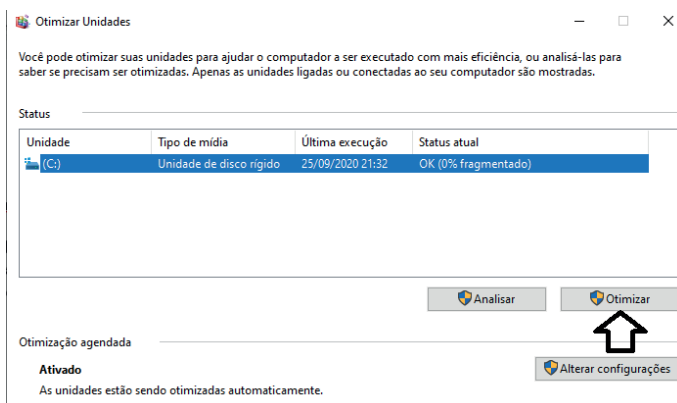 Otimizar Unidades
Você pode otimizar suas unidades para ajudar o computador a ser executado com mais eficiência, ou analisá-las para
saber se precisam ser otimizadas. Apenas as unidades ligadas ou conectadas ao seu computador são mostradas.
Status
Unidade Tipo de mídia Última execução Status atual
(C:) Unidade de disco rígido 25/09/2020 21:32 OK (0% fragmentado)
Analisar Otimizar
Otimização agendada
Ativado Alterar configurações
As unidades estão sendo otimizadas automaticamente.